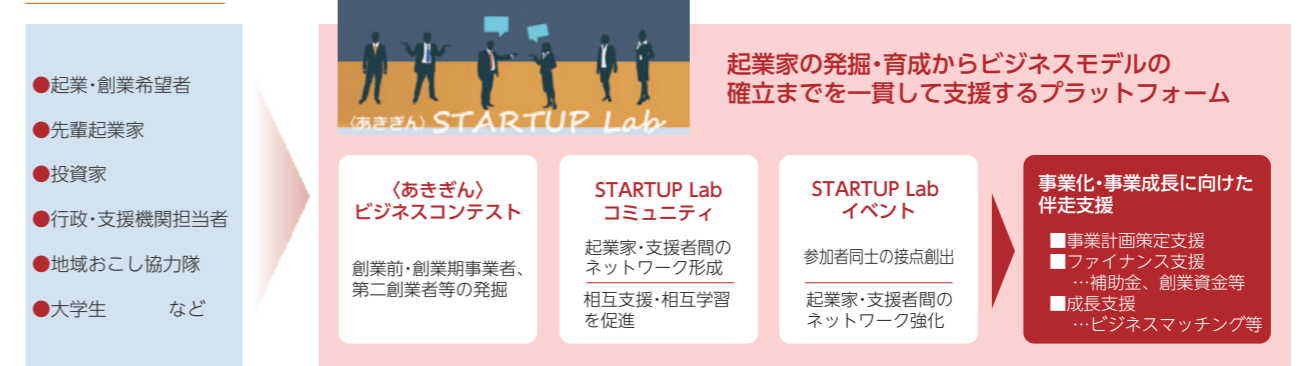 ●起業・創業希望者
●先輩起業家
●投資家
●行政・支援機関担当者
●地域おこし協力隊
●大学生　　　など
〈あきぎん〉STARTUP Lab
起業家の発掘・育成からビジネスモデルの
確立までを一貫して支援するプラットフォーム
〈あきぎん〉
ビジネスコンテスト
創業前・創業期事業者、
第二創業者等の発掘
STARTUP Lab
コミュニティ
起業家・支援者間の
ネットワーク形成
相互支援・相互学習
を促進
STARTUP Lab
イベント
参加者同士の接点創出
起業家・支援者間の
ネットワーク強化
事業化・事業成長に向けた
伴走支援
■事業計画策定支援
■ファイナンス支援
…補助金、創業資金等
■成長支援
…ビジネスマッチング等